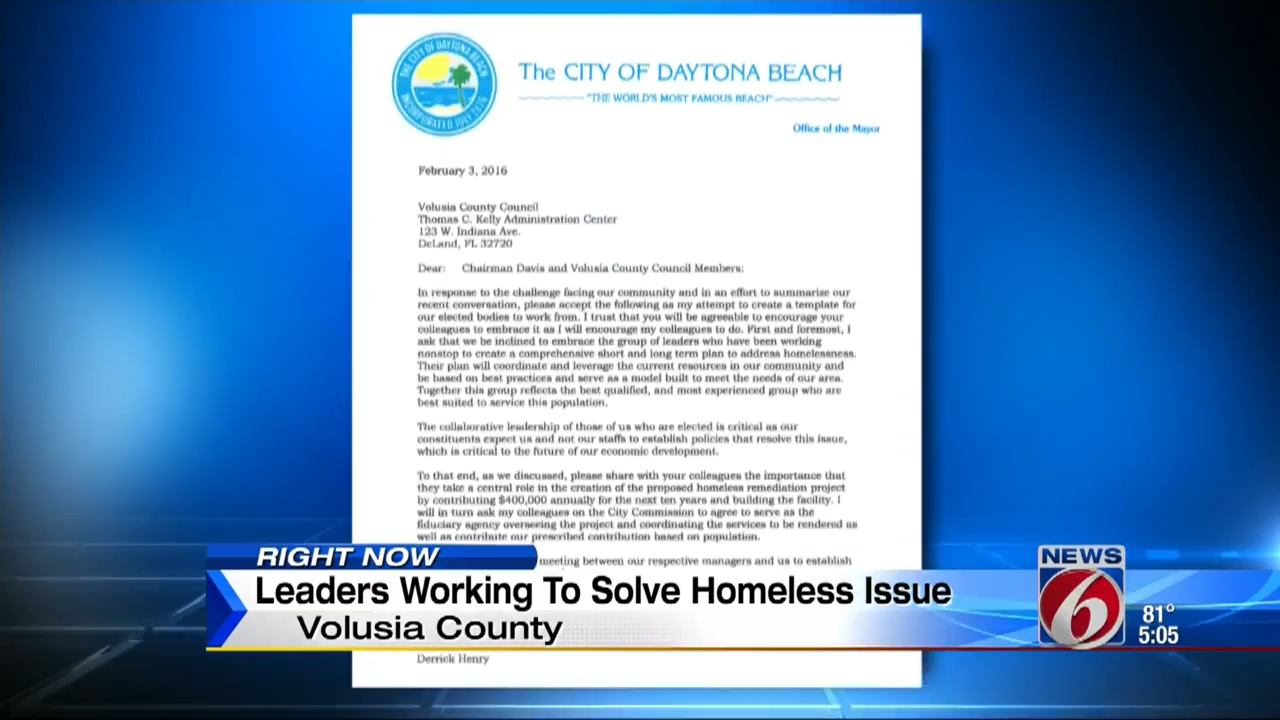 THE CITY OF DAYTONA BEACH
INCORPORATED JULY 1876
The CITY OF DAYTONA BEACH
"THE WORLD'S MOST FAMOUS BEACH"
Office of the Mayor
February 3, 2016
Volusia County Council
Thomas C. Kelly Administration Center
123 W. Indiana Ave.
DeLand, FL 32720
Dear: Chairman Davis and Volusia County Council Members:
In response to the challenge facing our community and in an effort to summarize our
recent conversation, please accept the following as my attempt to create a template for
our elected bodies to work from. I trust that you will be agreeable to encourage your
colleagues to embrace it as I will encourage my colleagues to do. First and foremost, I
ask that we be inclined to embrace the group of leaders who have been working
nonstop to create a comprehensive short and long term plan to address homelessness.
Their plan will coordinate and leverage the current resources in our community and
be based on best practices and serve as a model built to meet the needs of our area.
Together this group reflects the best qualified, and most experienced group who are
best suited to service this population.
The collaborative leadership of those of us who are elected is critical as our
constituents expect us and not our staffs to establish policies that resolve this issue,
which is critical to the future of our economic development.
To that end, as we discussed, please share with your colleagues the importance that
they take a central role in the creation of the proposed homeless remediation project
by contributing $400,000 annually for the next ten years and building the facility. I
will in turn ask my colleagues on the City Commission to agree to serve as the
fiduciary agency overseeing the project and coordinating the services to be rendered as
well as contribute our prescribed contribution based on population.
meeting between our respective managers and us to establish
RIGHT NOW
Leaders Working To Solve Homeless Issue
Volusia County
NEWS
6
81°
5:05
Derrick Henry